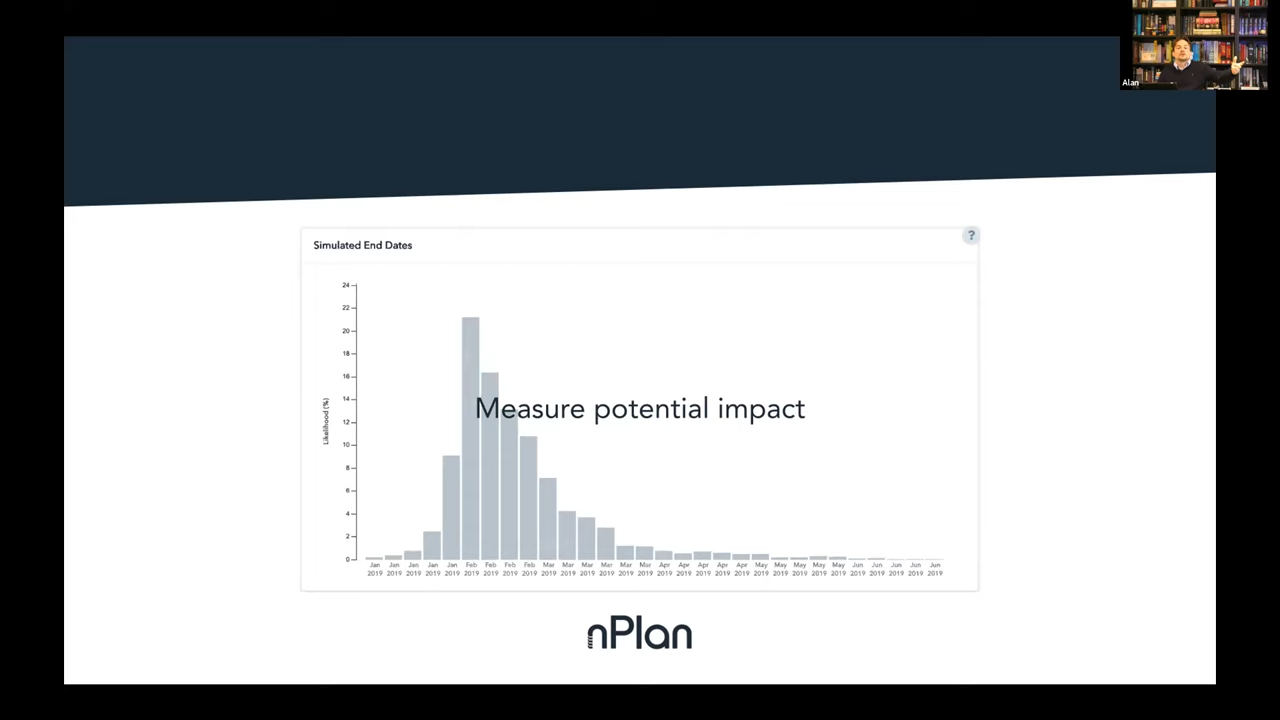 Alan
Simulated End Dates
?
24
22
20
18
16
14
12
10
8
6
4
2
0
Likelihood (%)
Measure potential impact
Jan Jan Jan Jan Jan Feb Feb Feb Feb Mar Mar Mar Mar Mar Mar Apr Apr Apr Apr Apr May May May May May Jun Jun Jun Jun Jun
2019 2019 2019 2019 2019 2019 2019 2019 2019 2019 2019 2019 2019 2019 2019 2019 2019 2019 2019 2019 2019 2019 2019 2019 2019 2019 2019 2019 2019 2019
nPlan